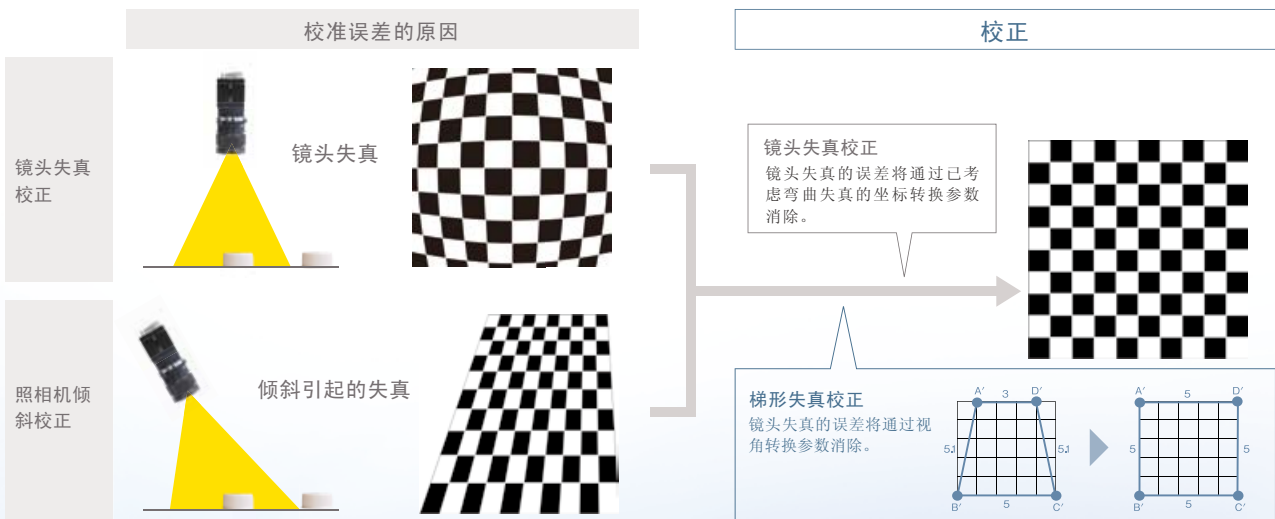 校准误差的原因
校正
镜头失真
校正
镜头失真
镜头失真校正
镜头失真的误差将通过已考
虑弯曲失真的坐标转换参数
消除。
照相机倾
斜校正
倾斜引起的失真
梯形失真校正
镜头失真的误差将通过视
角转换参数消除。
A′ 3 D′
5.1 5.1
B′ 5 C′
A′ 5 D′
5 5
B′ 5 C′